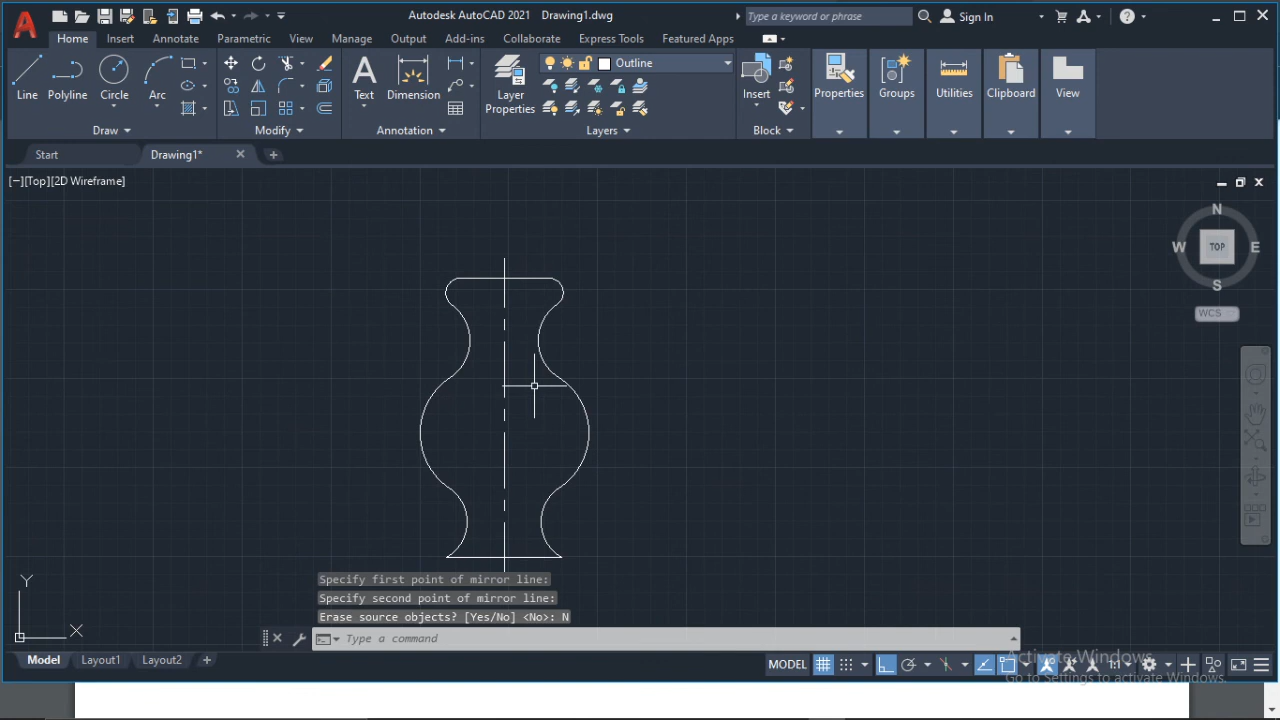 Autodesk AutoCAD 2021 Drawing1.dwg
Type a keyword or phrase
Sign In
Home Insert Annotate Parametric View Manage Output Add-ins Collaborate Express Tools Featured Apps
Line
Polyline
Circle
Arc
Draw
Modify
Text
Dimension
Annotation
Layer
Properties
Outline
Layers
Insert
Block
Properties
Groups
Utilities
Clipboard
View
Start
Drawing1*
[−][Top][2D Wireframe]
N
W
TOP
E
S
WCS
Specify first point of mirror line:
Specify second point of mirror line:
Erase source objects? [Yes/No] <No>: N
Type a command
Y
X
Model
Layout1
Layout2
MODEL
1:1
Activate Windows
Go to Settings to activate Windows.